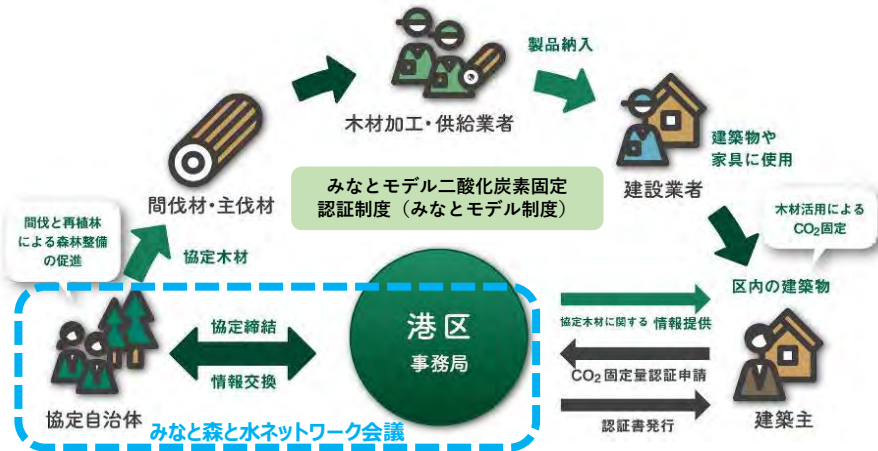 製品納入
木材加工・供給業者
建築物や
家具に使用
間伐材・主伐材
みなとモデル二酸化炭素固定
認証制度（みなとモデル制度）
建設業者
間伐と再植林
による森林整備
の促進
協定木材
木材活用による
CO₂固定
区内の建築物
協定締結
情報交換
港区
事務局
協定木材に関する 情報提供
CO₂固定量認証申請
認証書発行
協定自治体
みなと森と水ネットワーク会議
建築主